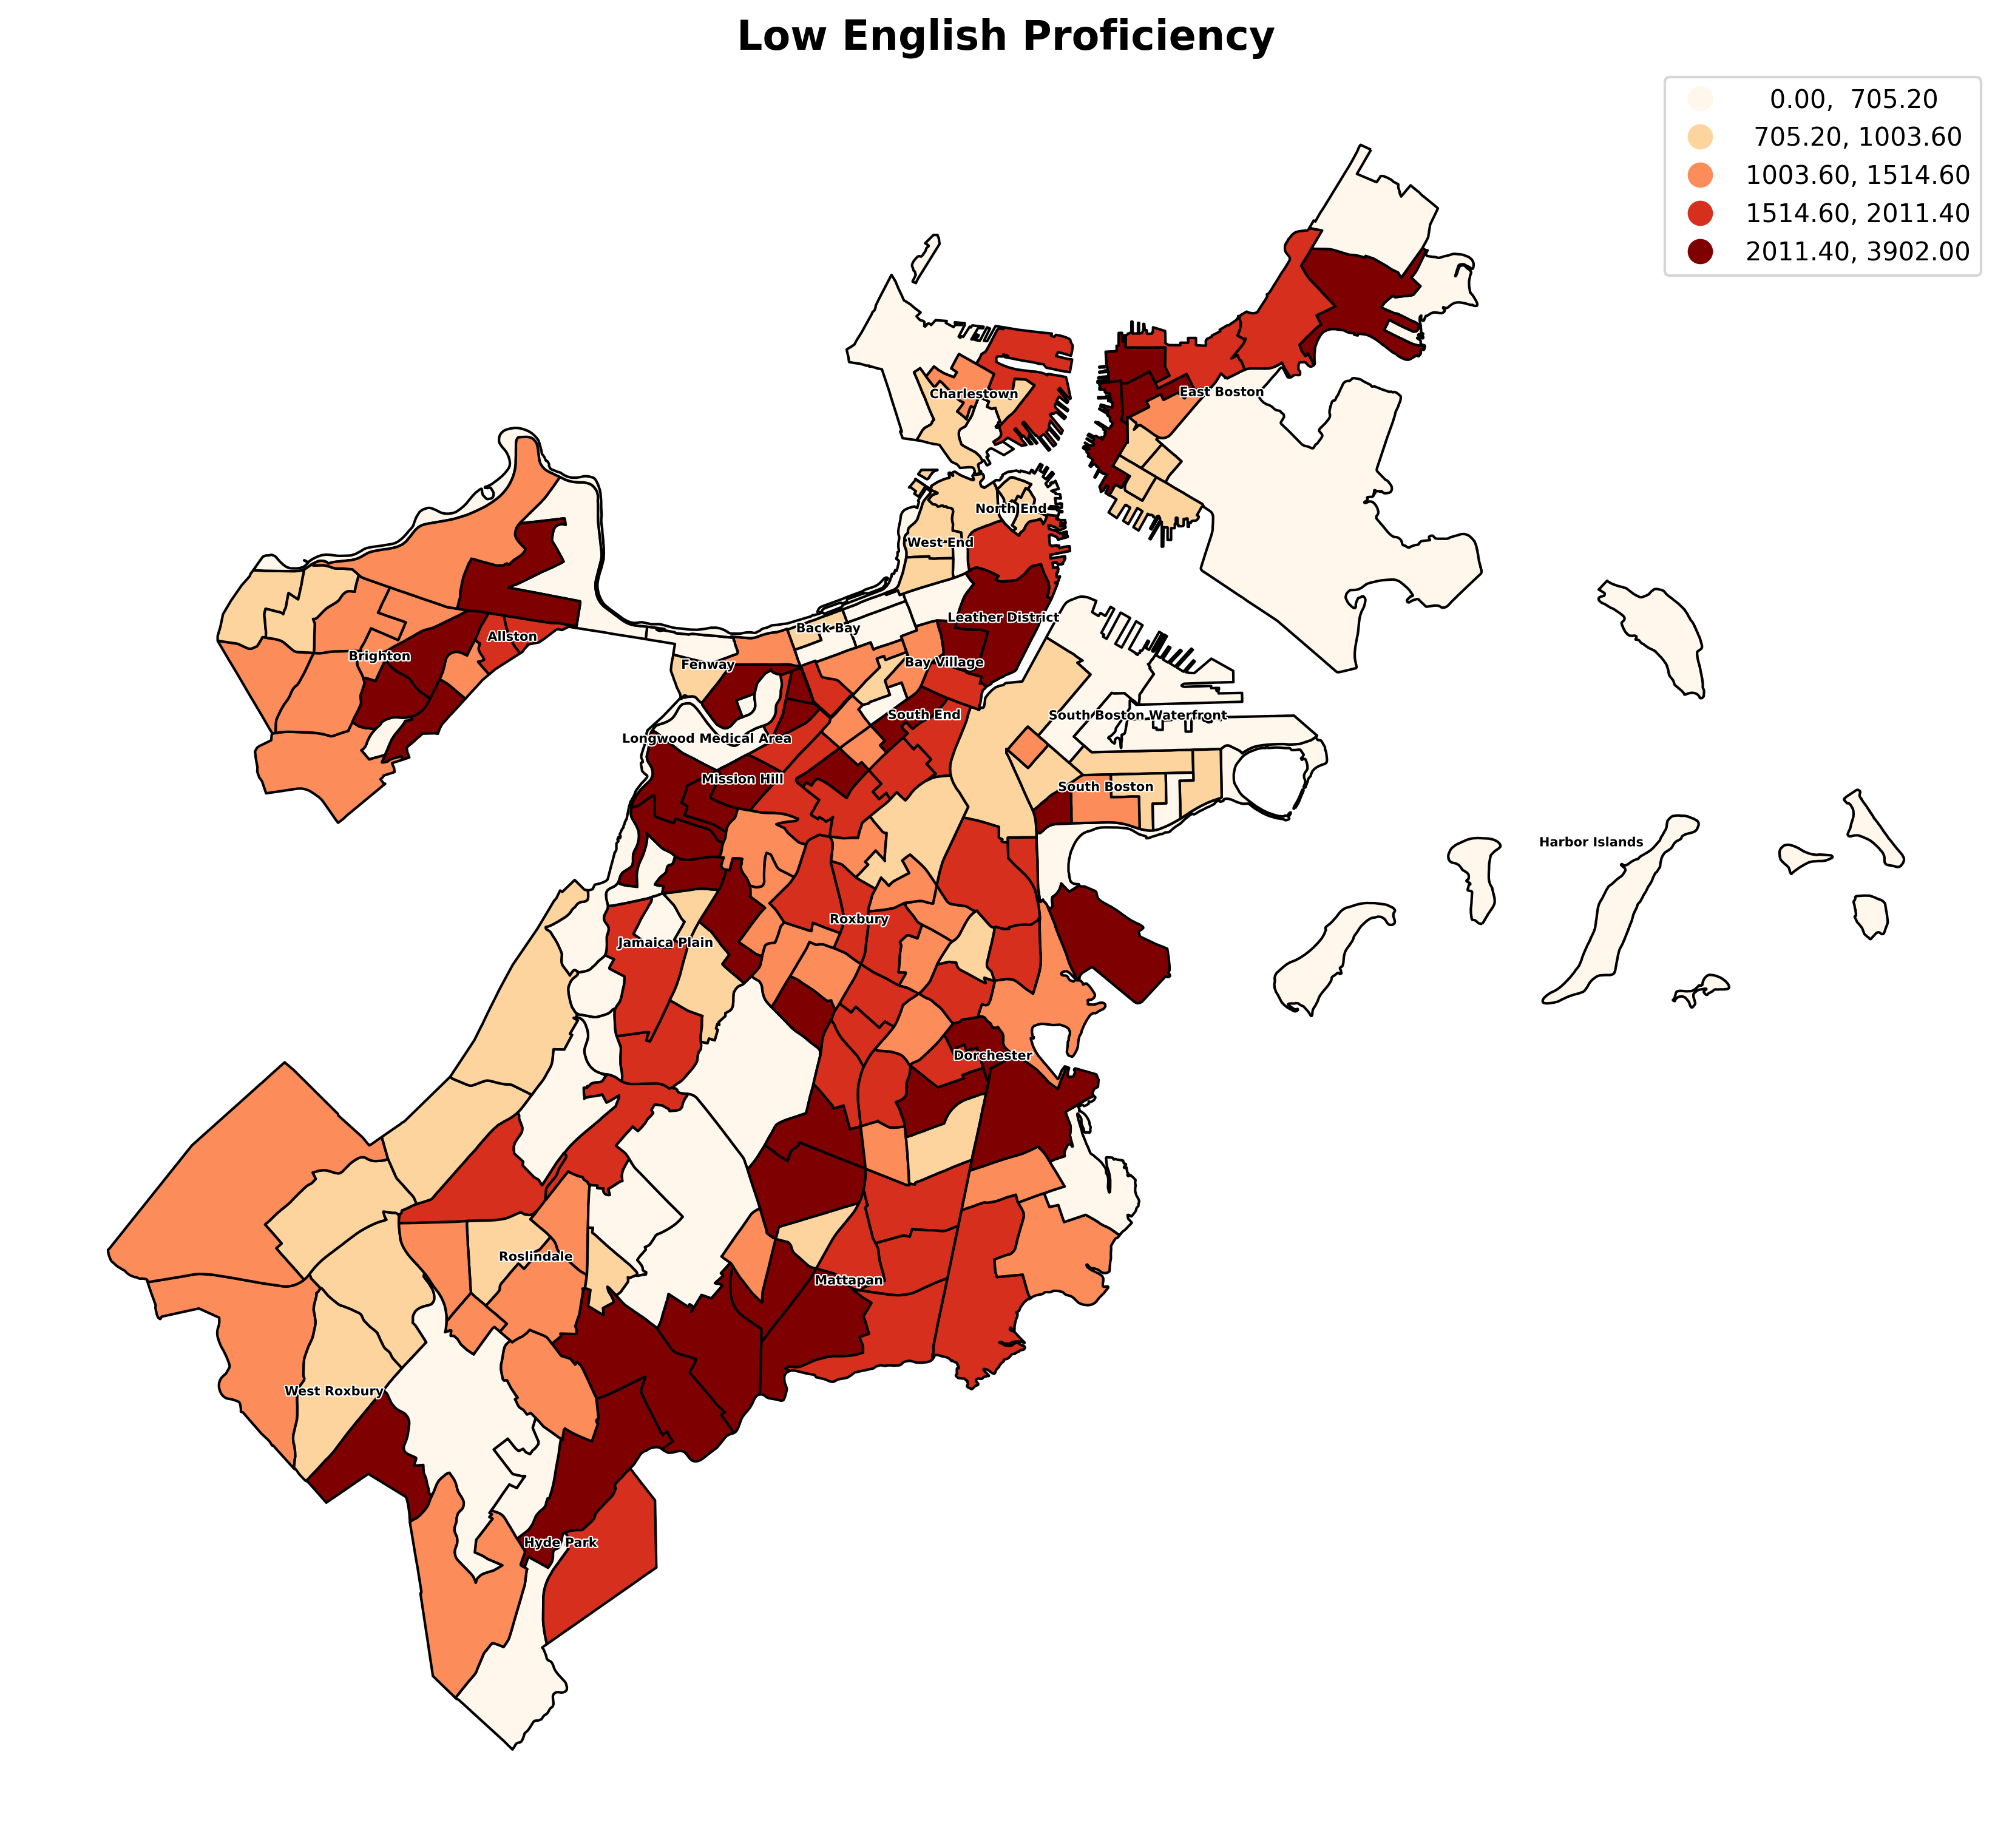 Low English Proficiency
0.00,  705.20
705.20, 1003.60
1003.60, 1514.60
1514.60, 2011.40
2011.40, 3902.00
Charlestown
East Boston
North End
West End
Leather District
Back Bay
Allston
Brighton
Fenway
Bay Village
South End
South Boston Waterfront
Longwood Medical Area
Mission Hill
South Boston
Harbor Islands
Roxbury
Jamaica Plain
Dorchester
Roslindale
Mattapan
West Roxbury
Hyde Park